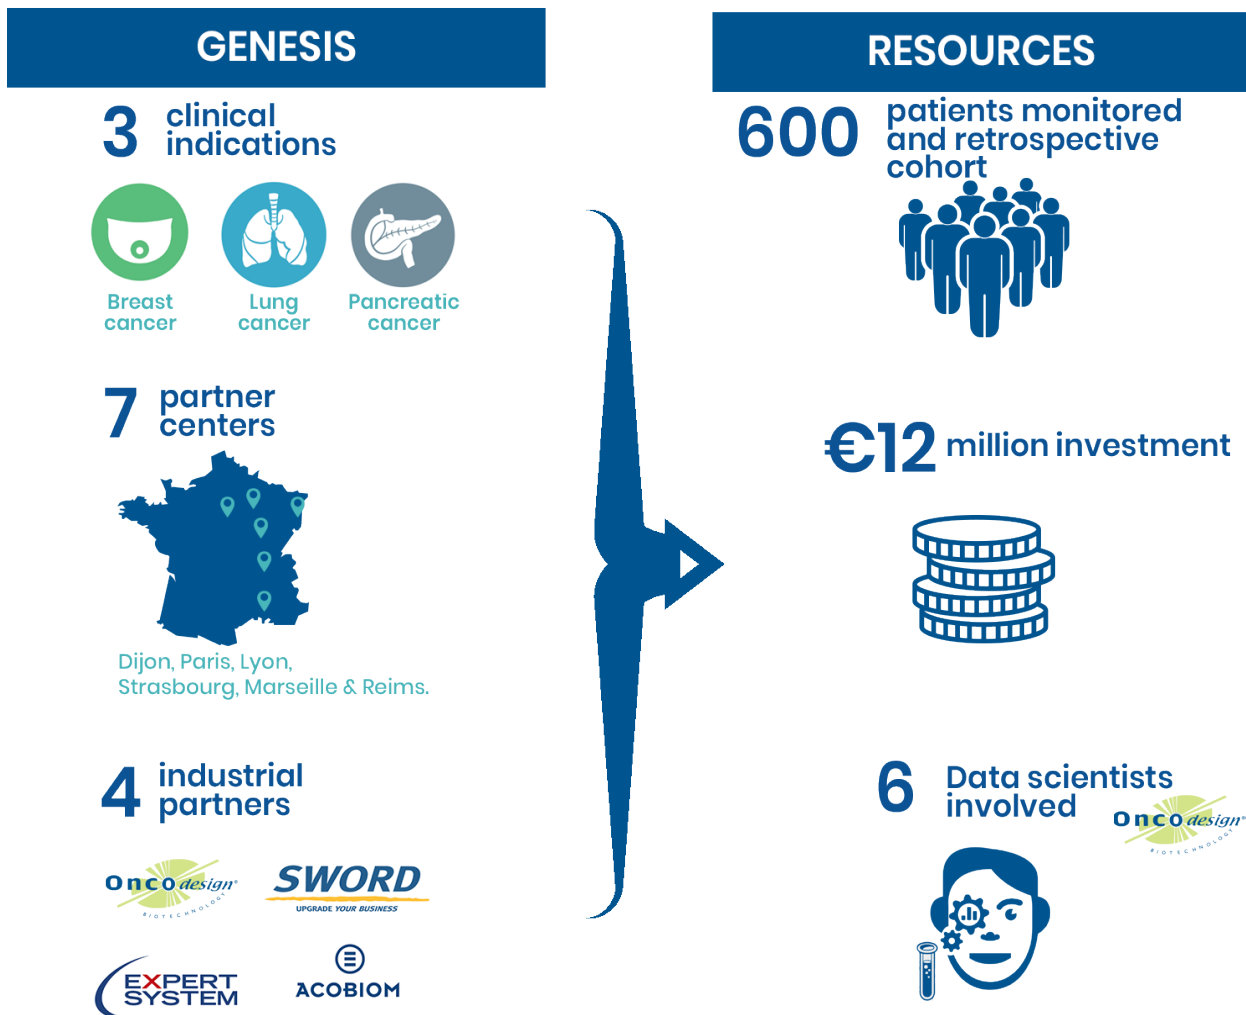 GENESIS
3
clinical
indications
Breast
cancer
Lung
cancer
Pancreatic
cancer
7
partner
centers
Dijon, Paris, Lyon,
Strasbourg, Marseille & Reims.
4
industrial
partners
Oncodesign®
BIOTECHNOLOGY
SWORD
UPGRADE YOUR BUSINESS
EXPERT
SYSTEM
ACOBIOM
RESOURCES
600
patients monitored
and retrospective
cohort
€12 million investment
6
Data scientists
involved
Oncodesign®
BIOTECHNOLOGY